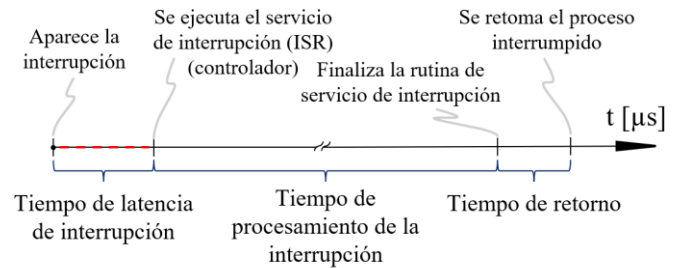 Aparece la
interrupción
Se ejecuta el servicio
de interrupción (ISR)
(controlador)
Finaliza la rutina de
servicio de interrupción
Se retoma el proceso
interrumpido
t [µs]
Tiempo de latencia
de interrupción
Tiempo de
procesamiento de la
interrupción
Tiempo de retorno